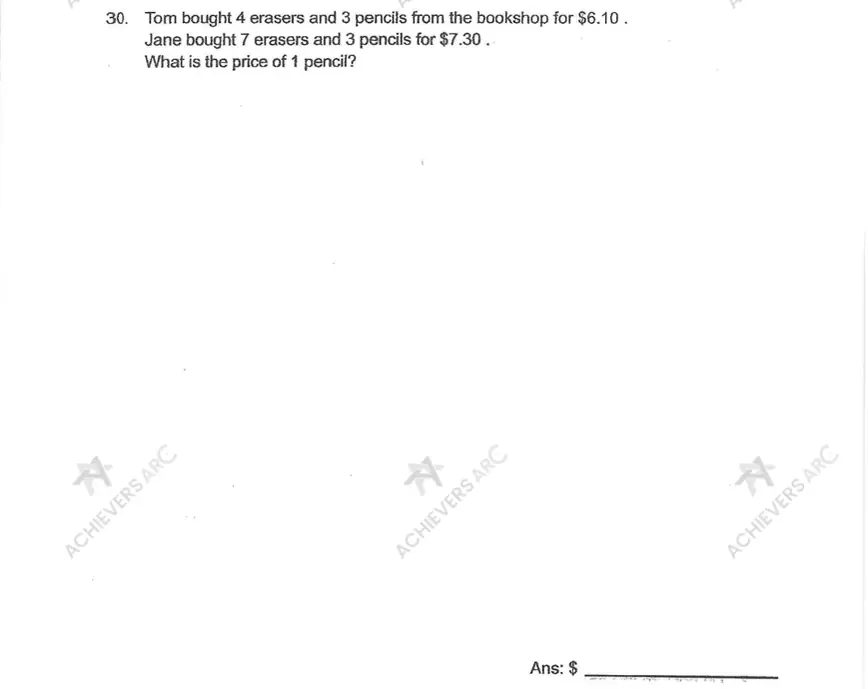 30. Tom bought 4 erasers and 3 pencils from the bookshop for $6.10 .
Jane bought 7 erasers and 3 pencils for $7.30 .
What is the price of 1 pencil?
ACHIEVERS ARC
ACHIEVERS ARC
ACHIEVERS ARC
Ans: $ ____________________